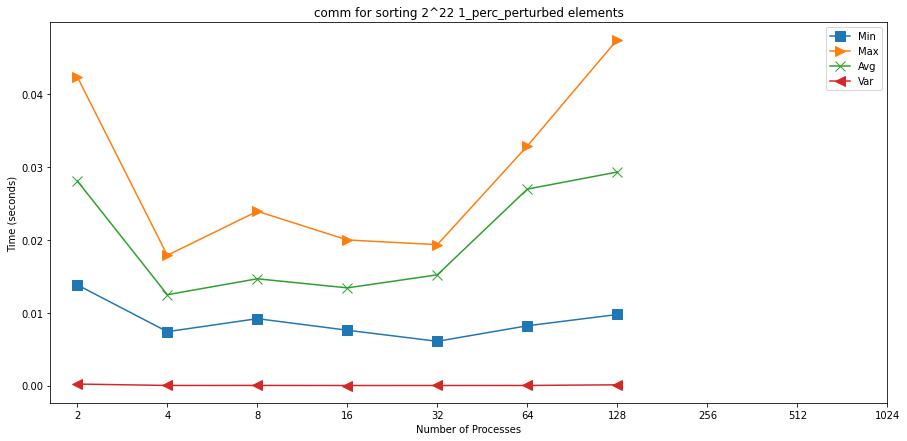 comm for sorting 2^22 1_perc_perturbed elements
Min
Max
Avg
Var
Time (seconds)
0.04
0.03
0.02
0.01
0.00
2 4 8 16 32 64 128 256 512 1024
Number of Processes